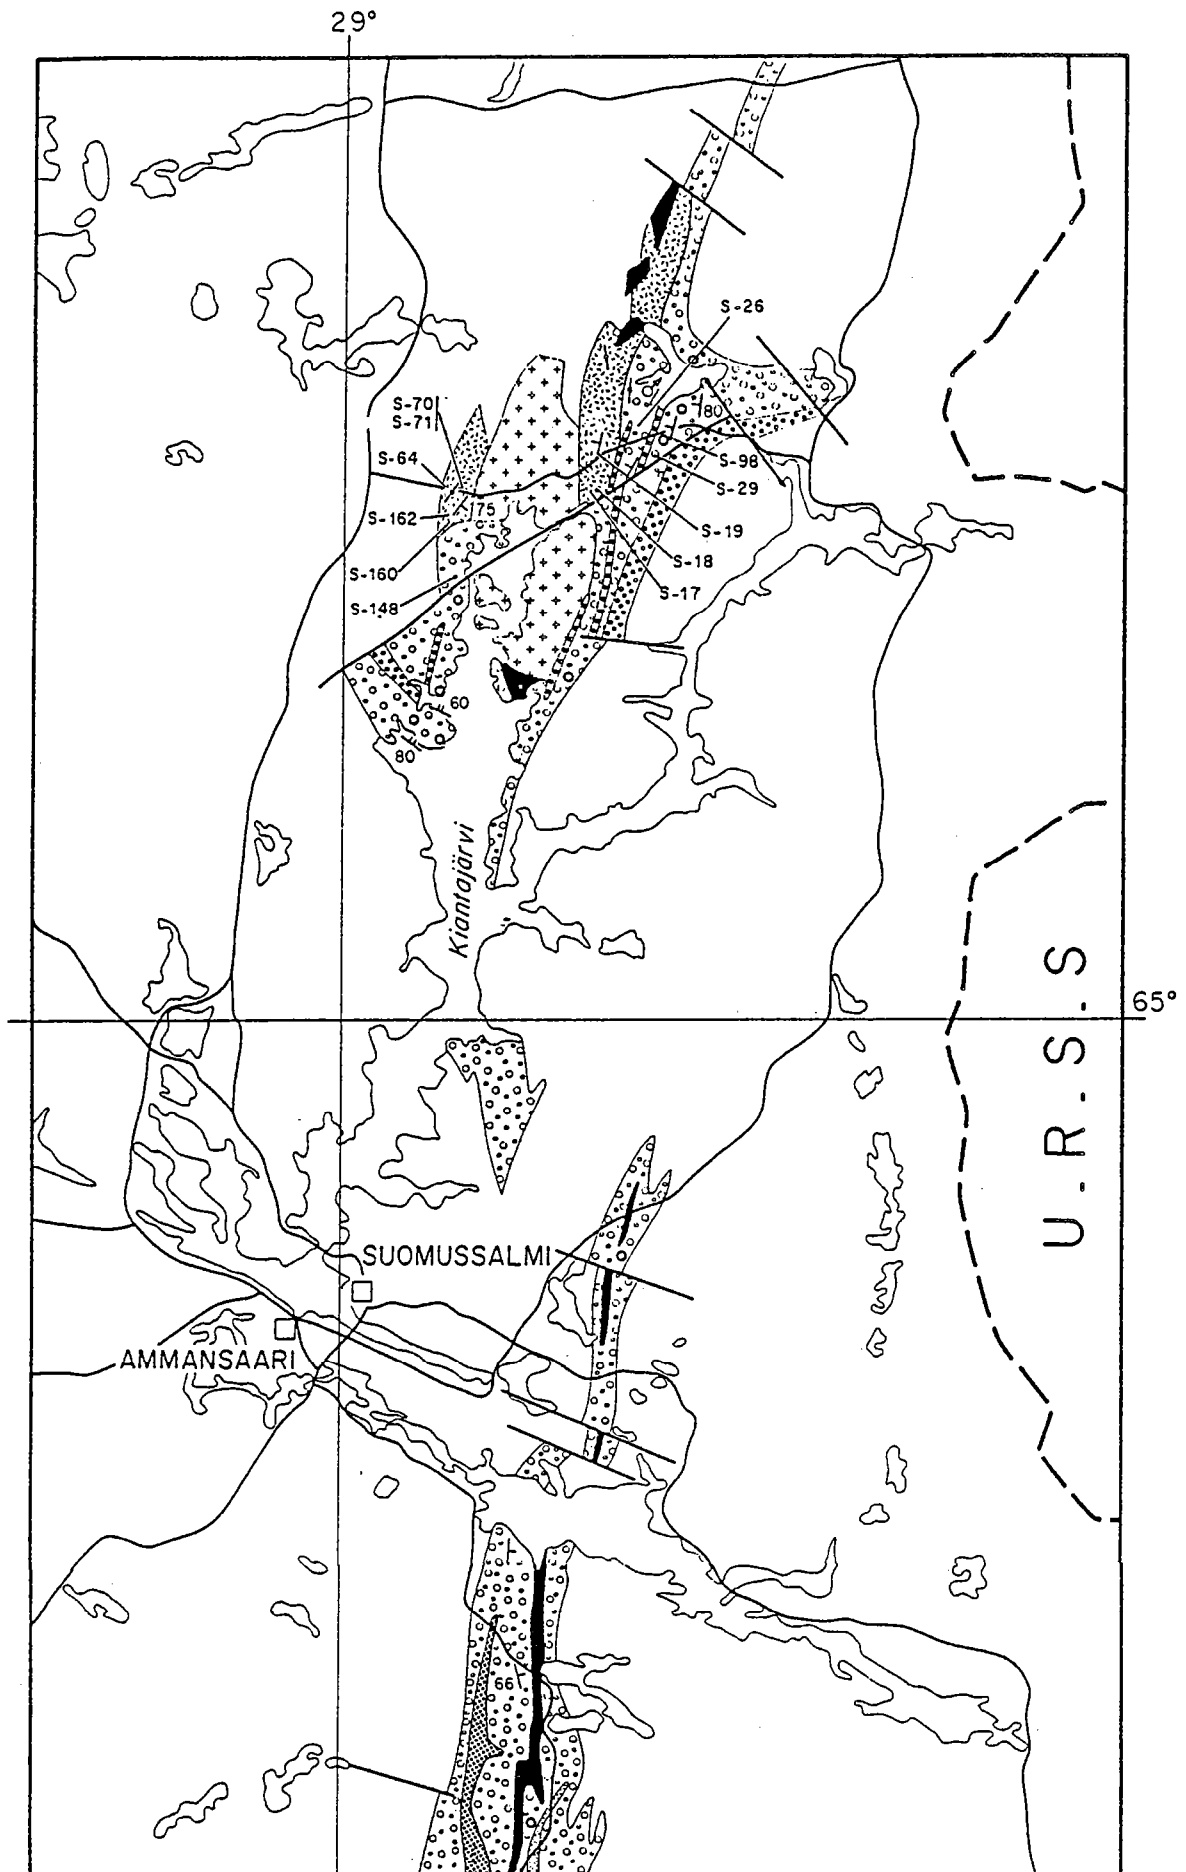 29°
S-26
S-70
S-71
80
S-64
S-98
S-29
75
S-162
S-19
S-18
S-160
S-17
S-148
60
80
Kiantajärvi
65°
U.R.S.S
SUOMUSSALMI
AMMANSAARI
66